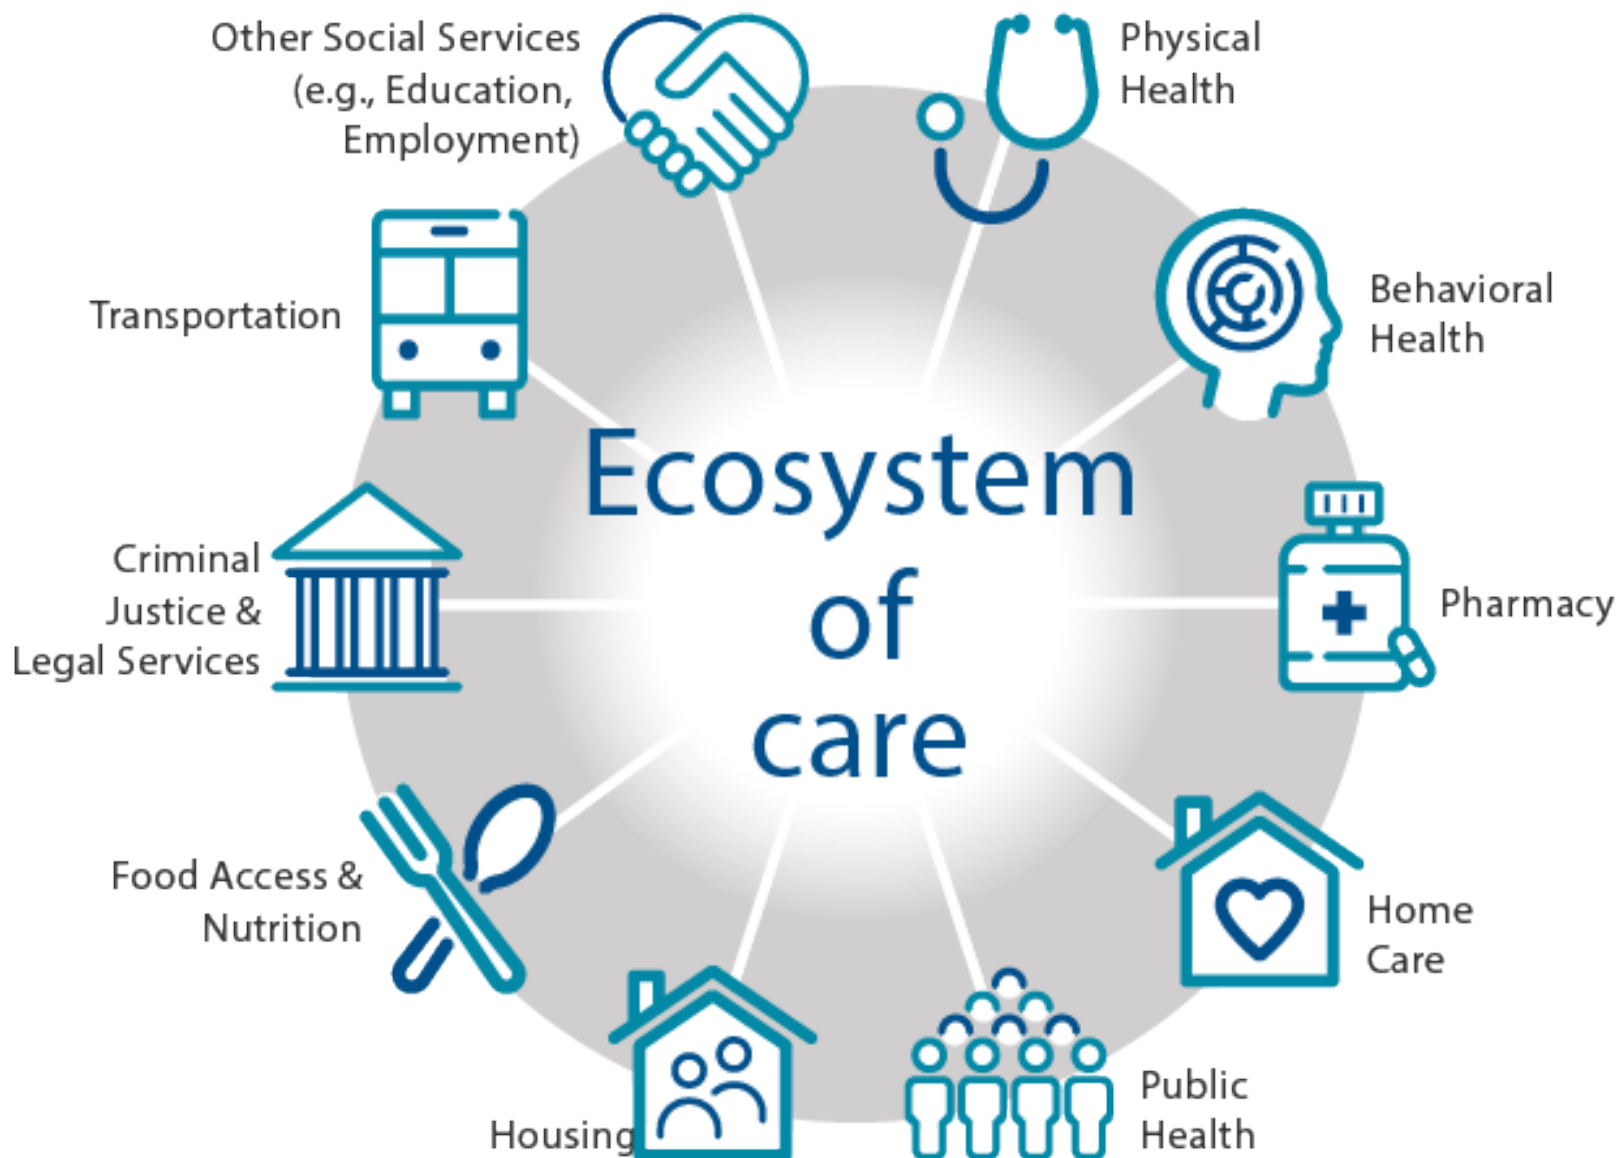 Other Social Services
(e.g., Education,
Employment)
Physical
Health
Behavioral
Health
Transportation
Ecosystem
of
care
Criminal
Justice &
Legal Services
Pharmacy
Food Access &
Nutrition
Home
Care
Housing
Public
Health